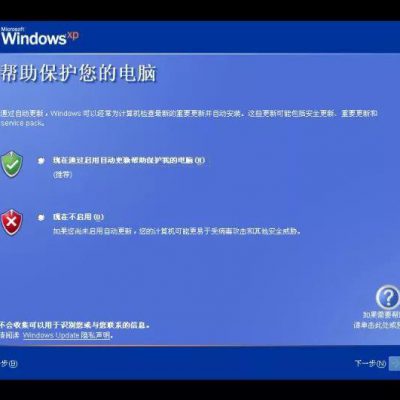 Microsoft
Windows xp
帮助保护您的电脑
通过自动更新，Windows 可以经常为计算机检查最新的重要更新并自动安装。这些更新可能包括安全更新、重要更新和
service pack。
现在通过启用自动更新帮助保护我的电脑(H)
(推荐)
现在不启用(N)
如果您尚未启用自动更新，您的计算机可能更易于受病毒攻击和其他安全威胁。
如果需要帮
请单击此处或
不会收集可以用于识别您或与您联系的信息。
请阅读 Windows Update 隐私声明。
步(B)
下一步(N)